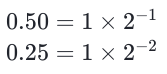 0.50 = 1 × 2⁻¹
0.25 = 1 × 2⁻²